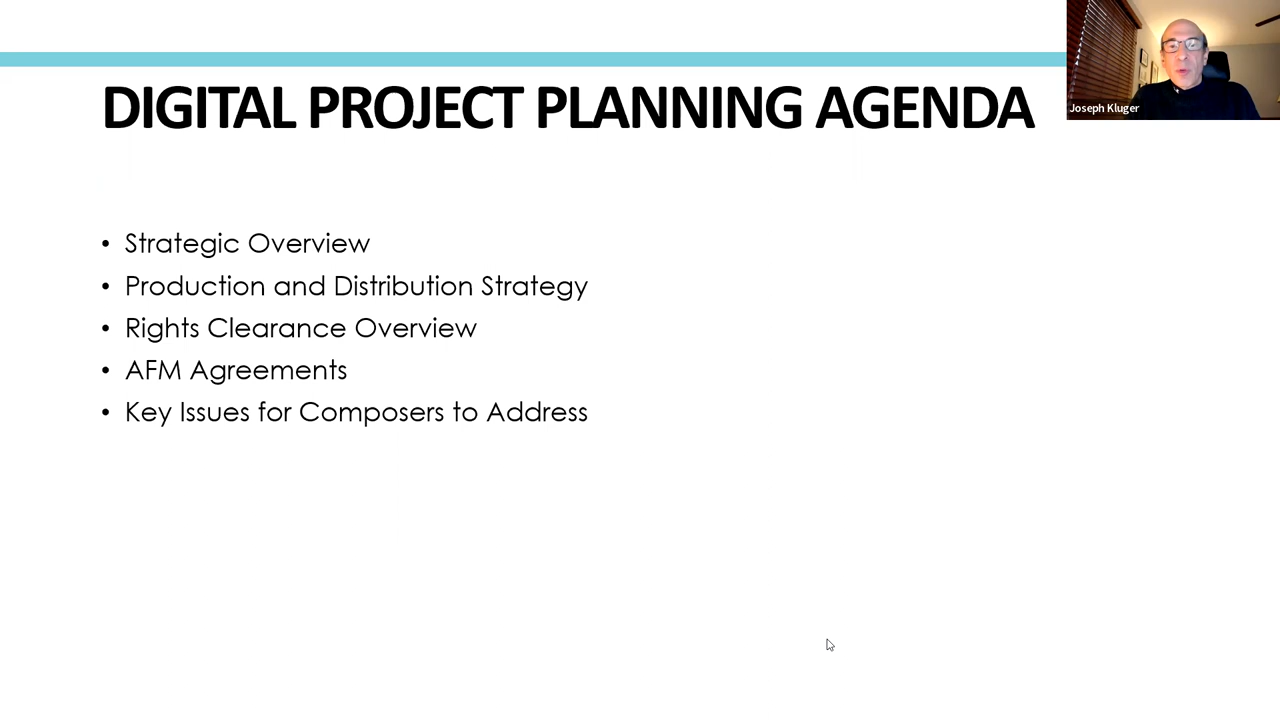 DIGITAL PROJECT PLANNING AGENDA
Joseph Kluger
• Strategic Overview
• Production and Distribution Strategy
• Rights Clearance Overview
• AFM Agreements
• Key Issues for Composers to Address